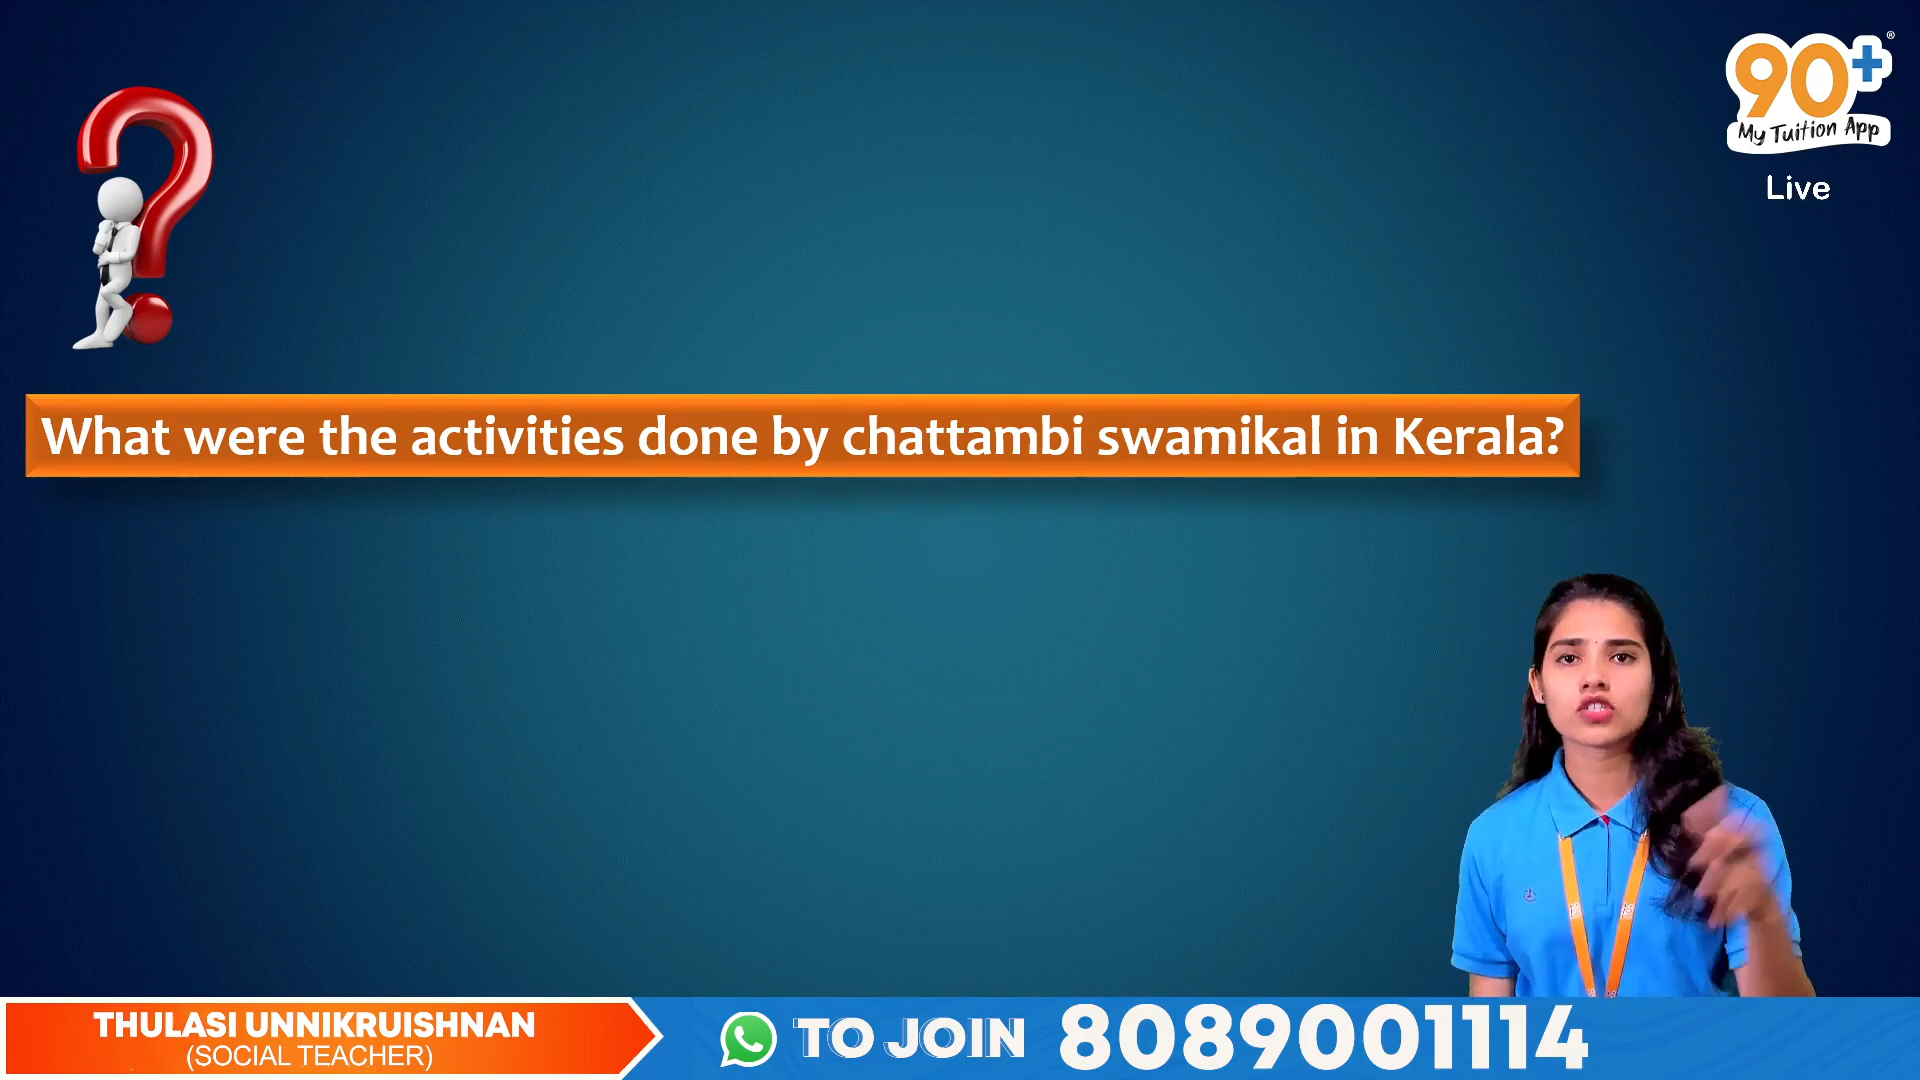 90+
®
My Tuition App
Live
What were the activities done by chattambi swamikal in Kerala?
THULASI UNNIKRUISHNAN
(SOCIAL TEACHER)
TO JOIN 8089001114